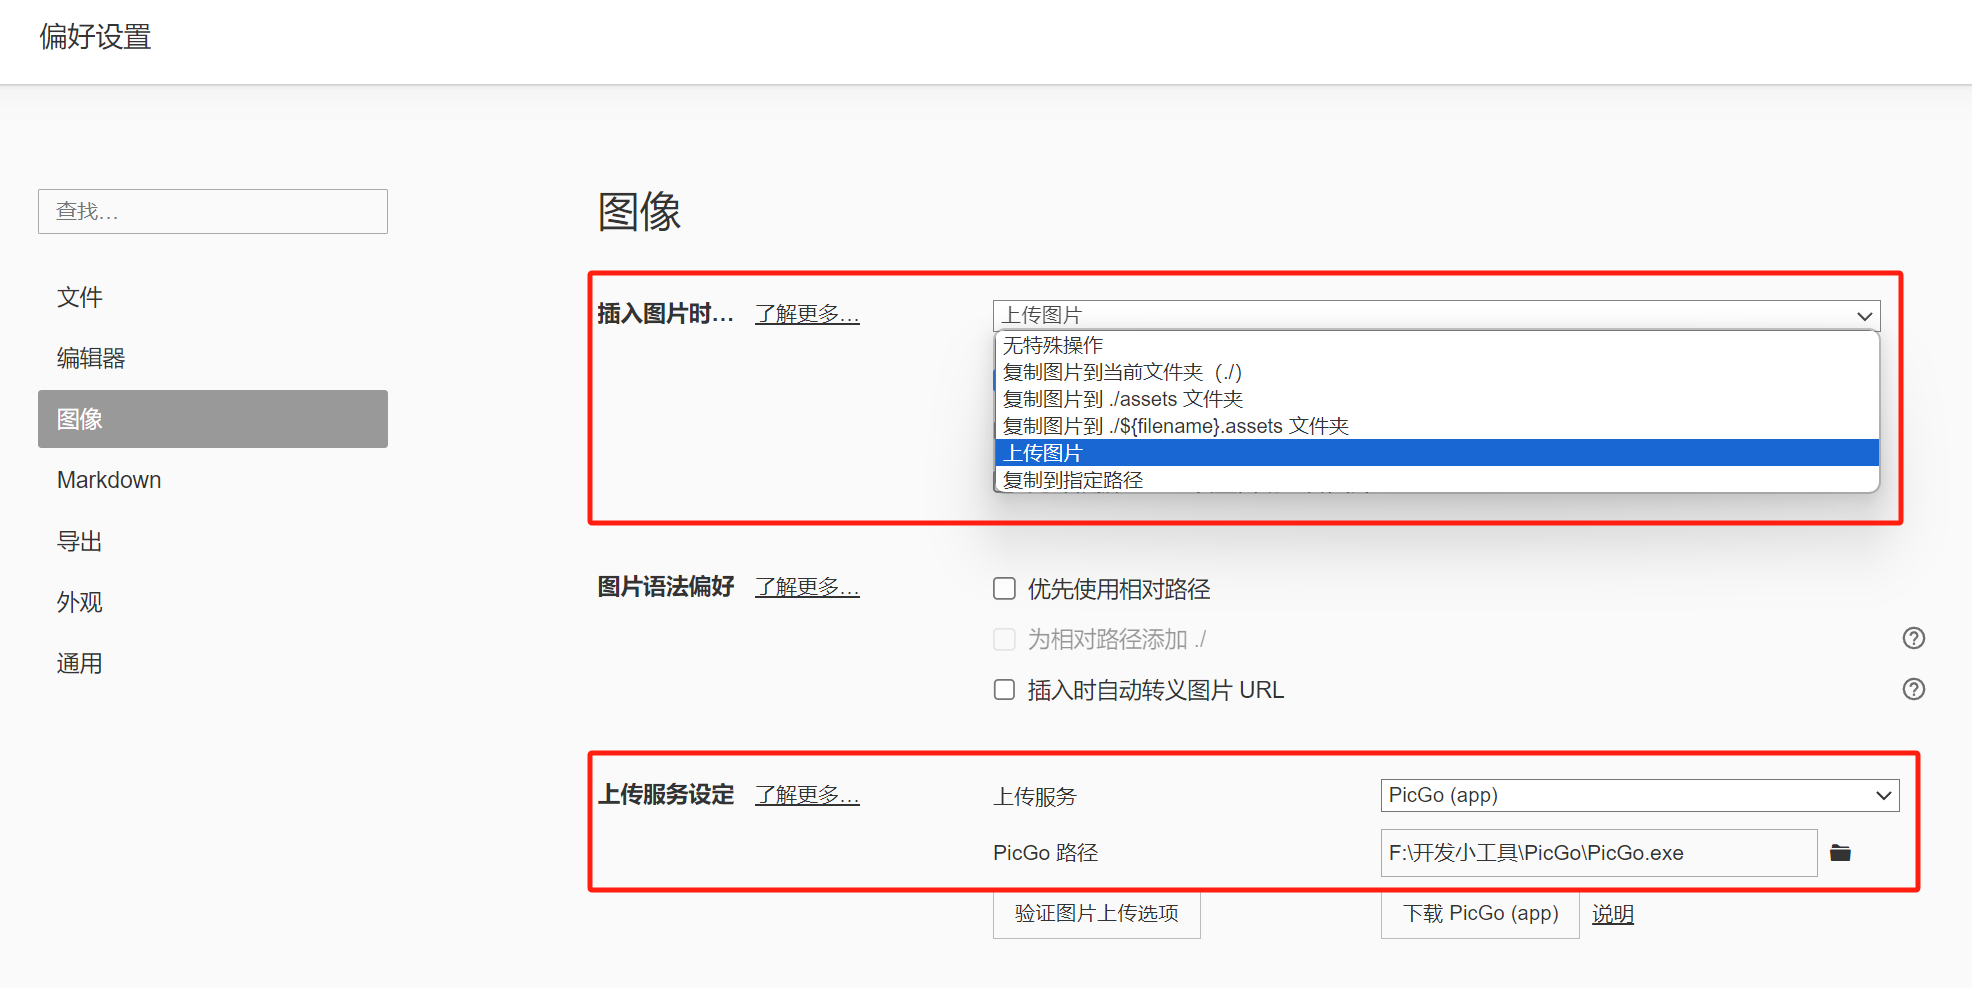 偏好设置
查找...
文件
编辑器
图像
Markdown
导出
外观
通用
图像
插入图片时... 了解更多...
上传图片
无特殊操作
复制图片到当前文件夹（./）
复制图片到 ./assets 文件夹
复制图片到 ./${filename}.assets 文件夹
上传图片
复制到指定路径
图片语法偏好 了解更多...
优先使用相对路径
为相对路径添加 ./
插入时自动转义图片 URL
上传服务设定 了解更多...
上传服务 PicGo (app)
PicGo 路径 F:\开发小工具\PicGo\PicGo.exe
验证图片上传选项 下载 PicGo (app) 说明